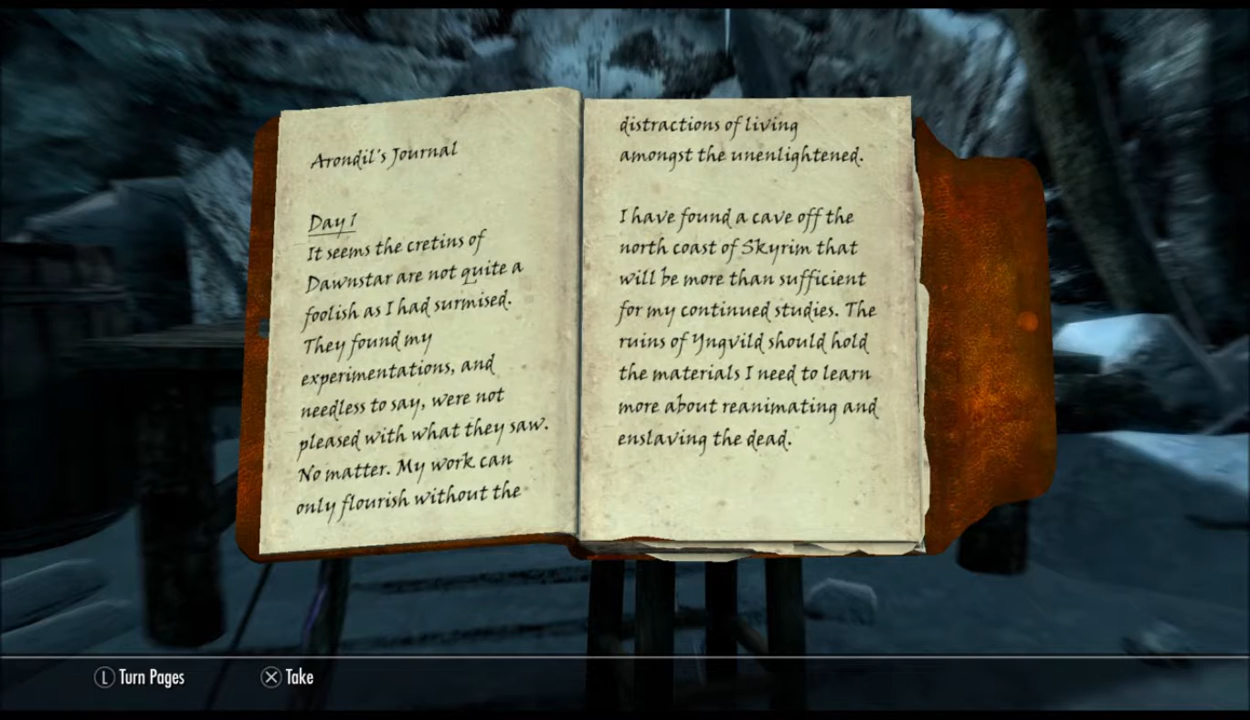 Arondil's Journal
Day 1
It seems the cretins of
Dawnstar are not quite a
foolish as I had surmised.
They found my
experimentations, and
needless to say, were not
pleased with what they saw.
No matter. My work can
only flourish without the
distractions of living
amongst the unenlightened.
I have found a cave off the
north coast of Skyrim that
will be more than sufficient
for my continued studies. The
ruins of Yngvild should hold
the materials I need to learn
more about reanimating and
enslaving the dead.
L Turn Pages
X Take